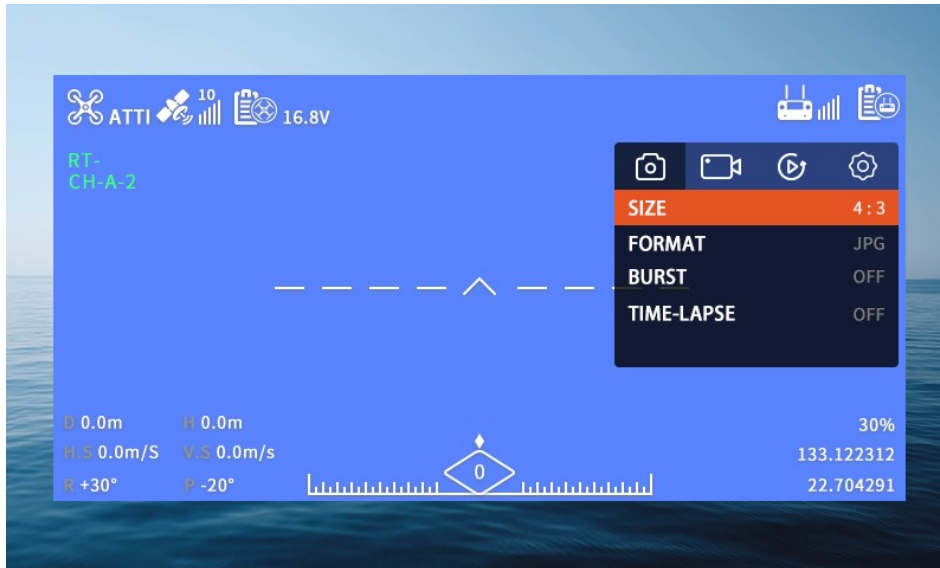 ATTI 10 16.8V
RT-
CH-A-2
SIZE 4:3
FORMAT JPG
BURST OFF
TIME-LAPSE OFF
D 0.0m H 0.0m 30%
H.S 0.0m/S V.S 0.0m/s 133.122312
R +30° P -20° 0 22.704291